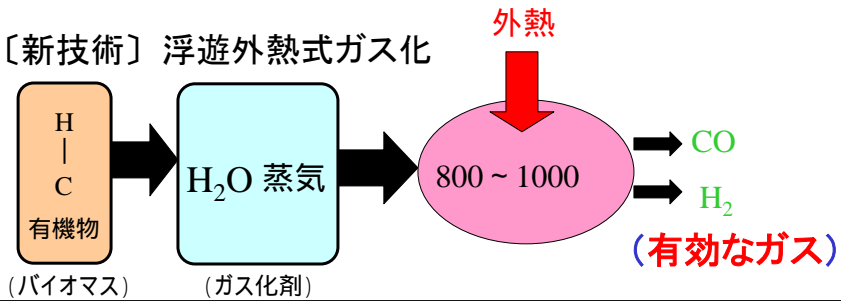 外熱
〔新技術〕浮遊外熱式ガス化
H
|
C
有機物
(バイオマス)
H₂O 蒸気
(ガス化剤)
800 ~ 1000
CO
H₂
(有効なガス)